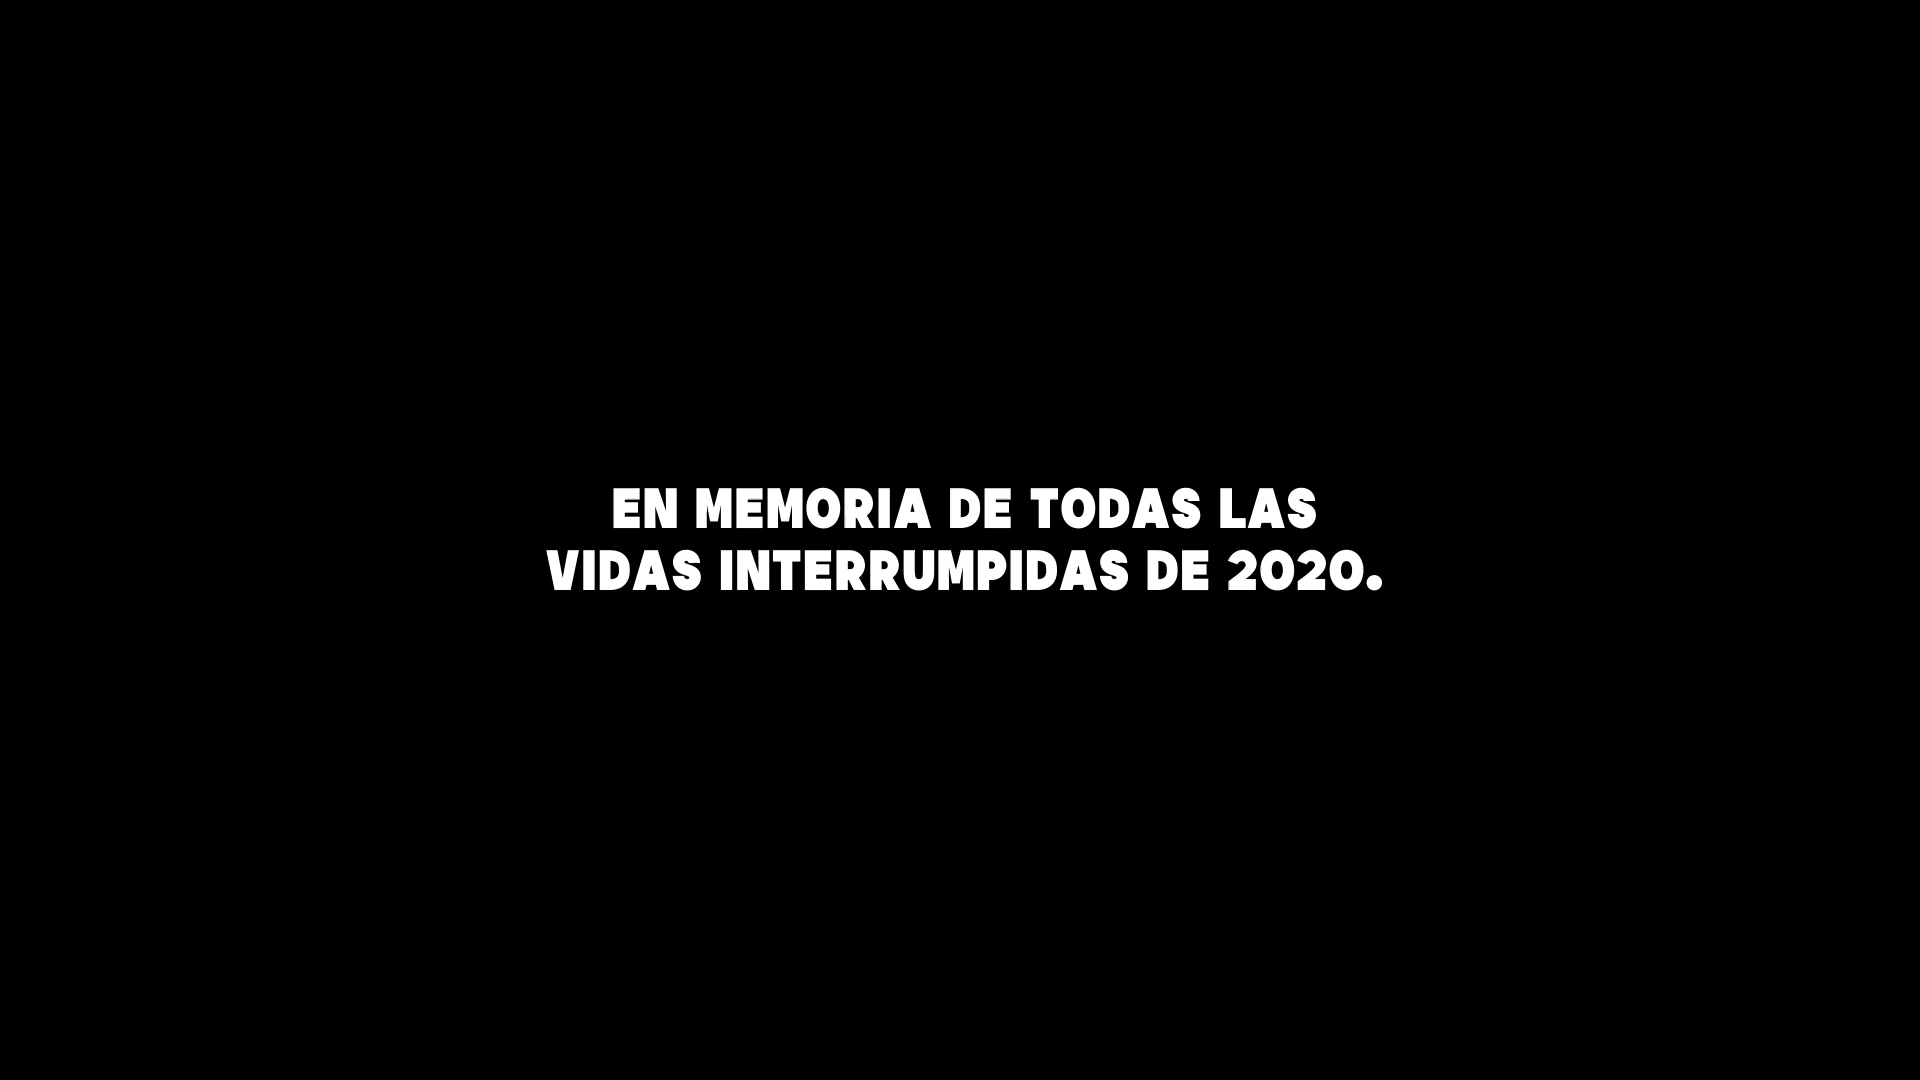 EN MEMORIA DE TODAS LAS
VIDAS INTERRUMPIDAS DE 2020.